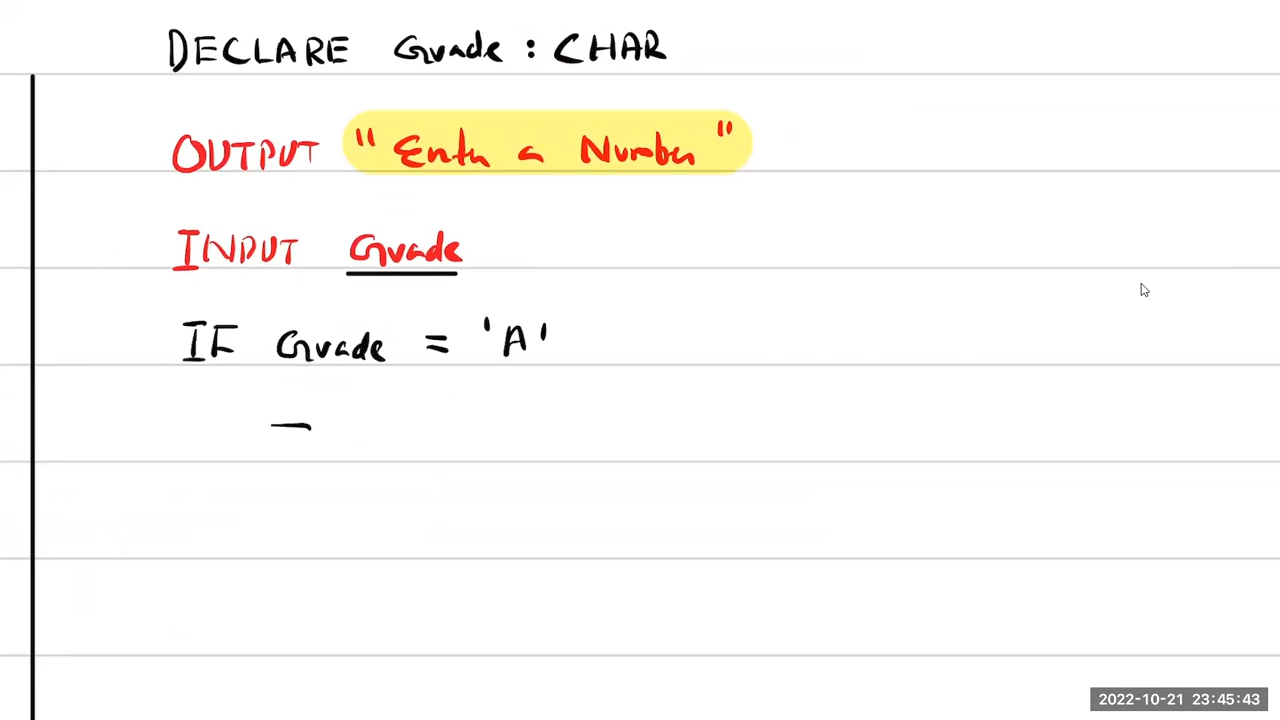 DECLARE Grade : CHAR
OUTPUT "Enter a Number"
INPUT Grade
IF Grade = 'A'
2022-10-21 23:45:43